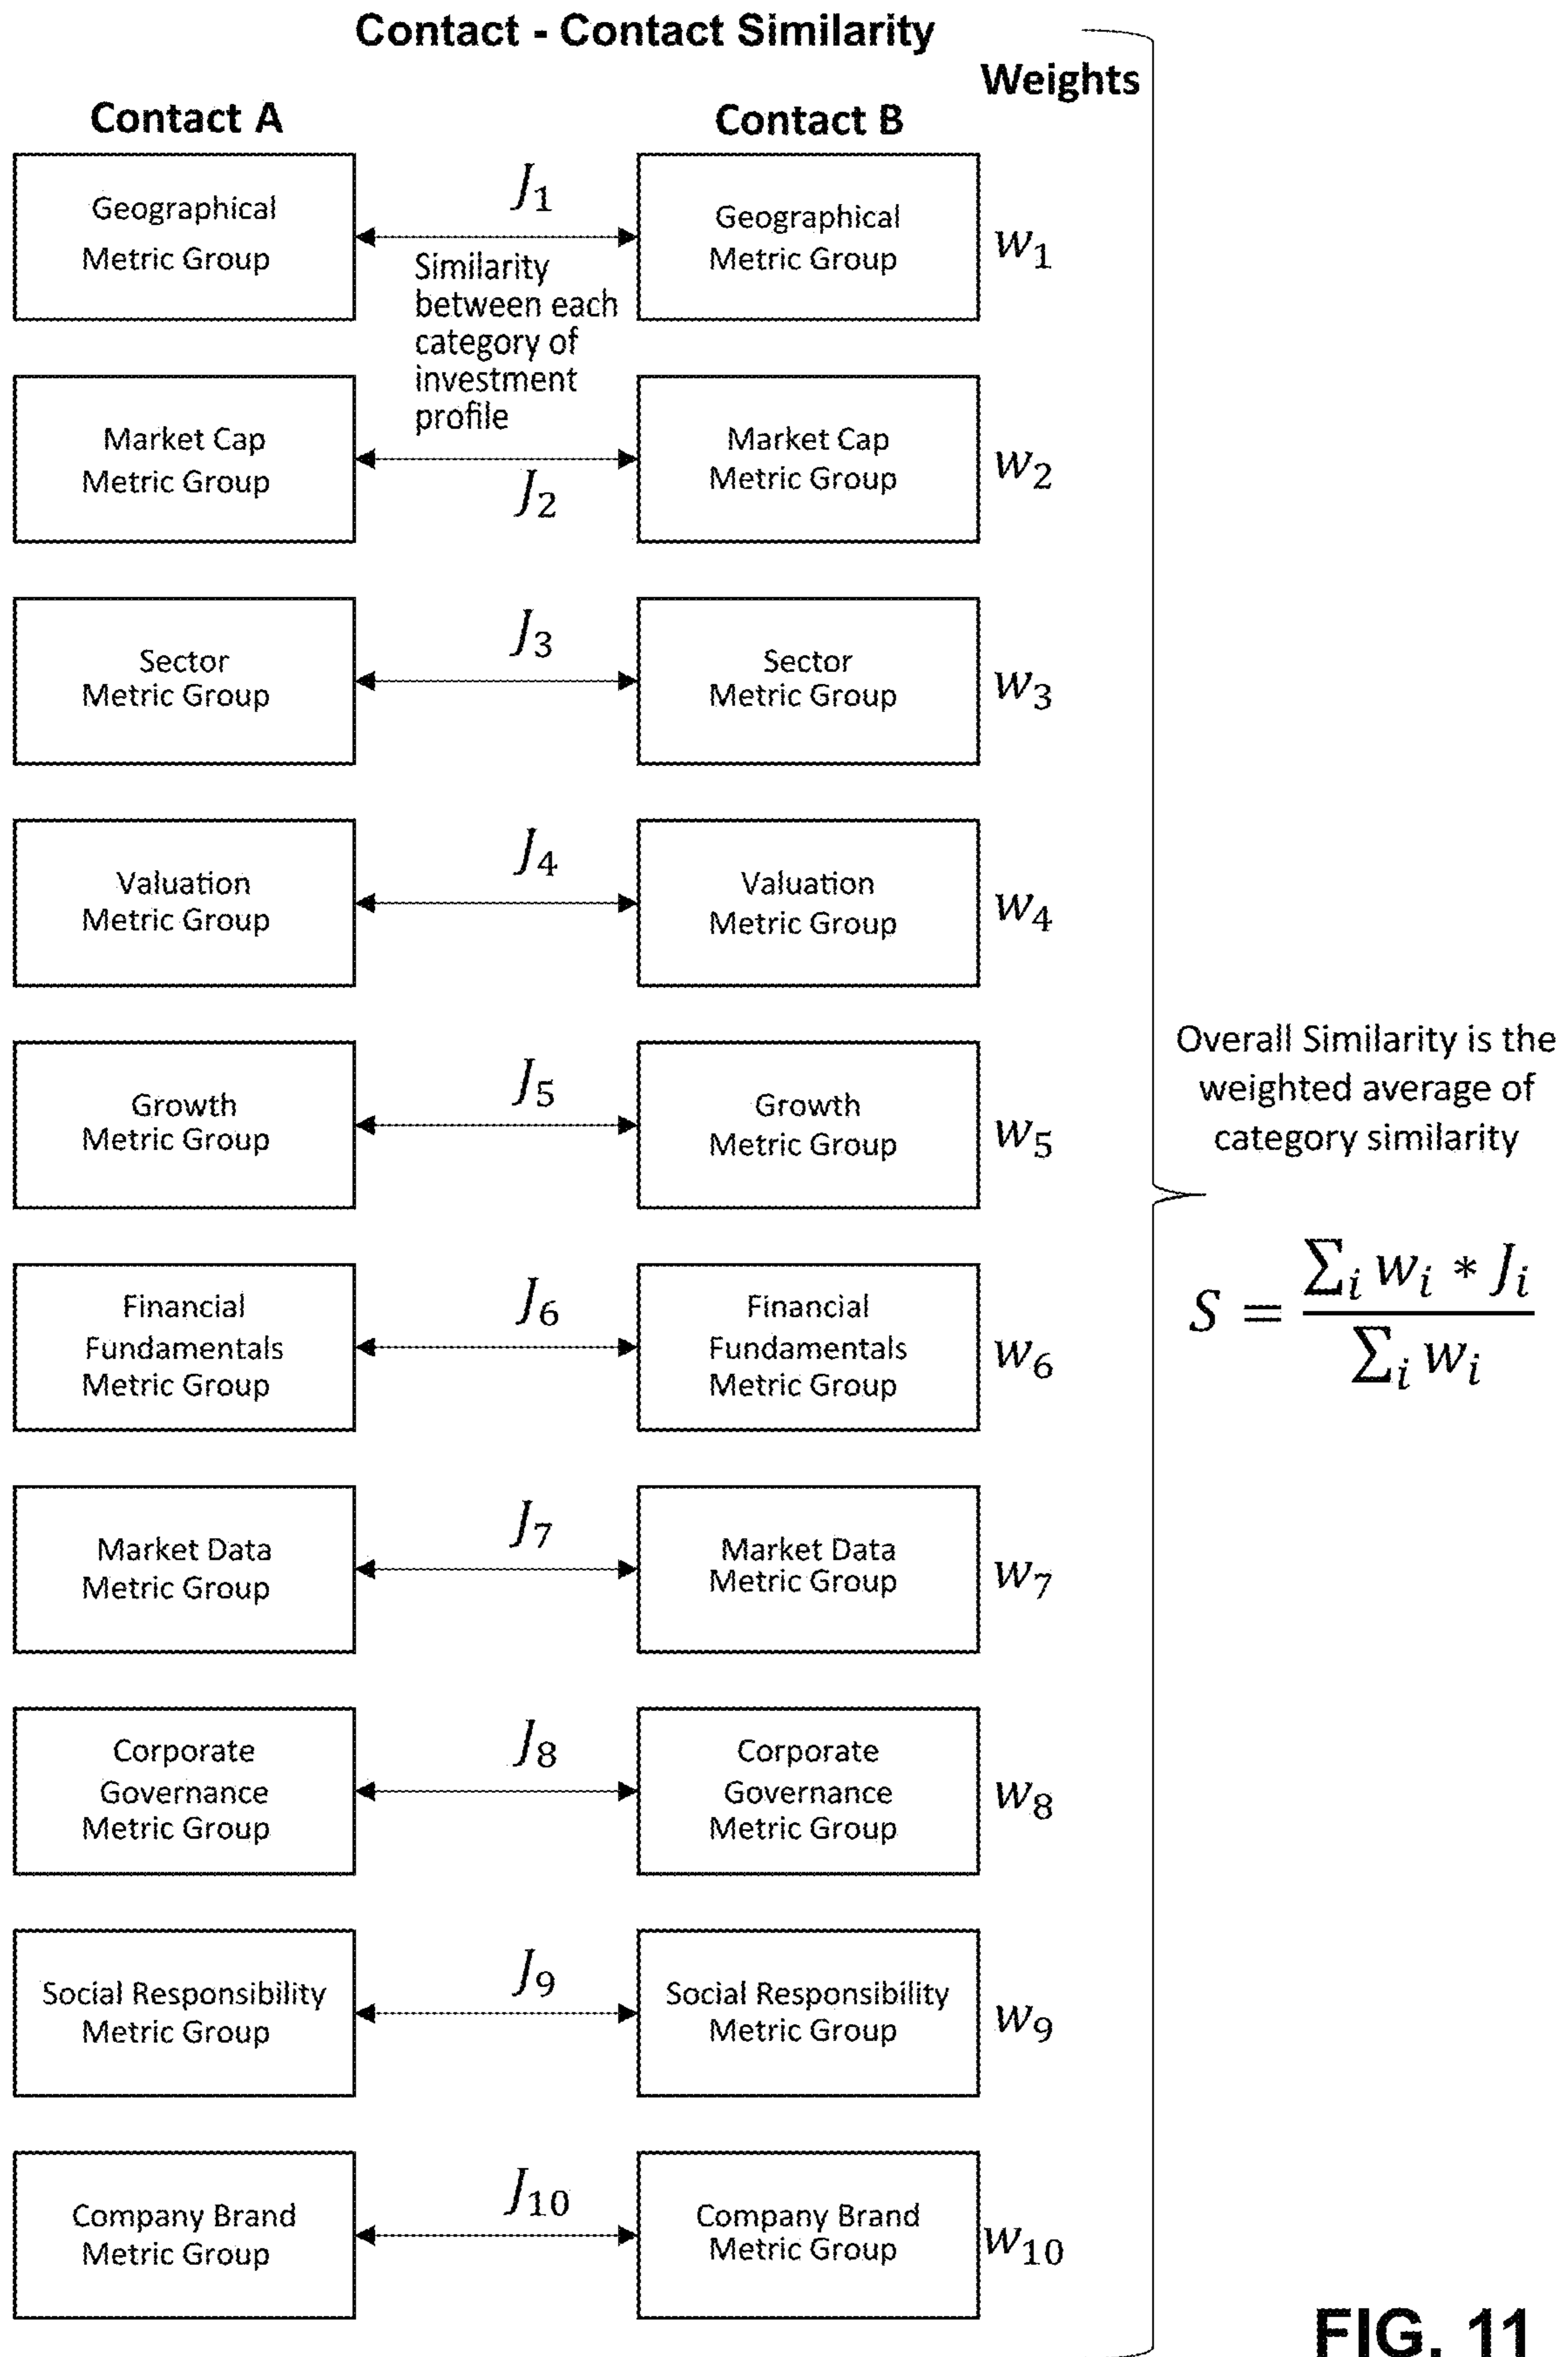 Contact - Contact Similarity
Weights
Contact A
Contact B
Geographical
Metric Group
J1
Similarity
between each
category of
investment
profile
Geographical
Metric Group
w1
Market Cap
Metric Group
J2
Market Cap
Metric Group
w2
Sector
Metric Group
J3
Sector
Metric Group
w3
Valuation
Metric Group
J4
Valuation
Metric Group
w4
Growth
Metric Group
J5
Growth
Metric Group
w5
Financial
Fundamentals
Metric Group
J6
Financial
Fundamentals
Metric Group
w6
Market Data
Metric Group
J7
Market Data
Metric Group
w7
Corporate
Governance
Metric Group
J8
Corporate
Governance
Metric Group
w8
Social Responsibility
Metric Group
J9
Social Responsibility
Metric Group
w9
Company Brand
Metric Group
J10
Company Brand
Metric Group
w10
Overall Similarity is the
weighted average of
category similarity
S = ∑i wi * Ji / ∑i wi
FIG. 11